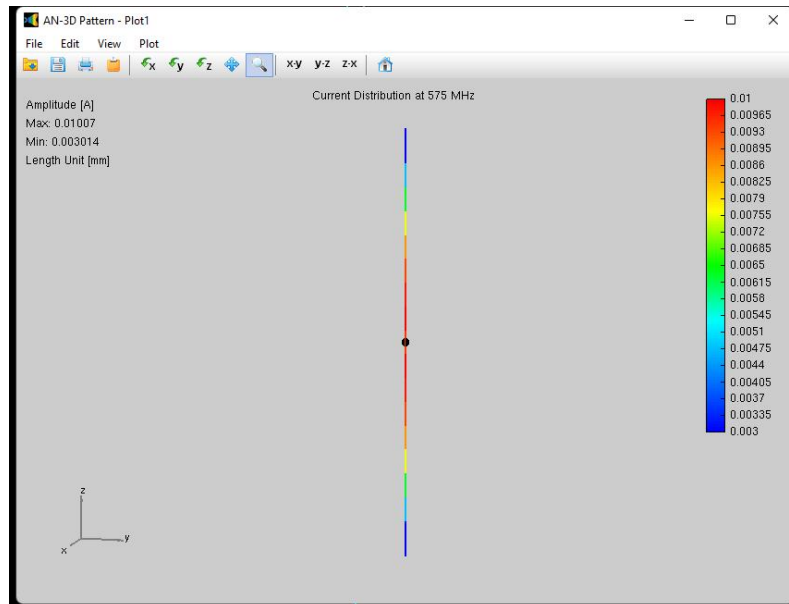 AN-3D Pattern - Plot1
File Edit View Plot
x y z x-y y-z z-x
Current Distribution at 575 MHz
Amplitude [A]
Max: 0.01007
Min: 0.003014
Length Unit [mm]
0.01
0.00965
0.0093
0.00895
0.0086
0.00825
0.0079
0.00755
0.0072
0.00685
0.0065
0.00615
0.0058
0.00545
0.0051
0.00475
0.0044
0.00405
0.0037
0.00335
0.003
z
y
x